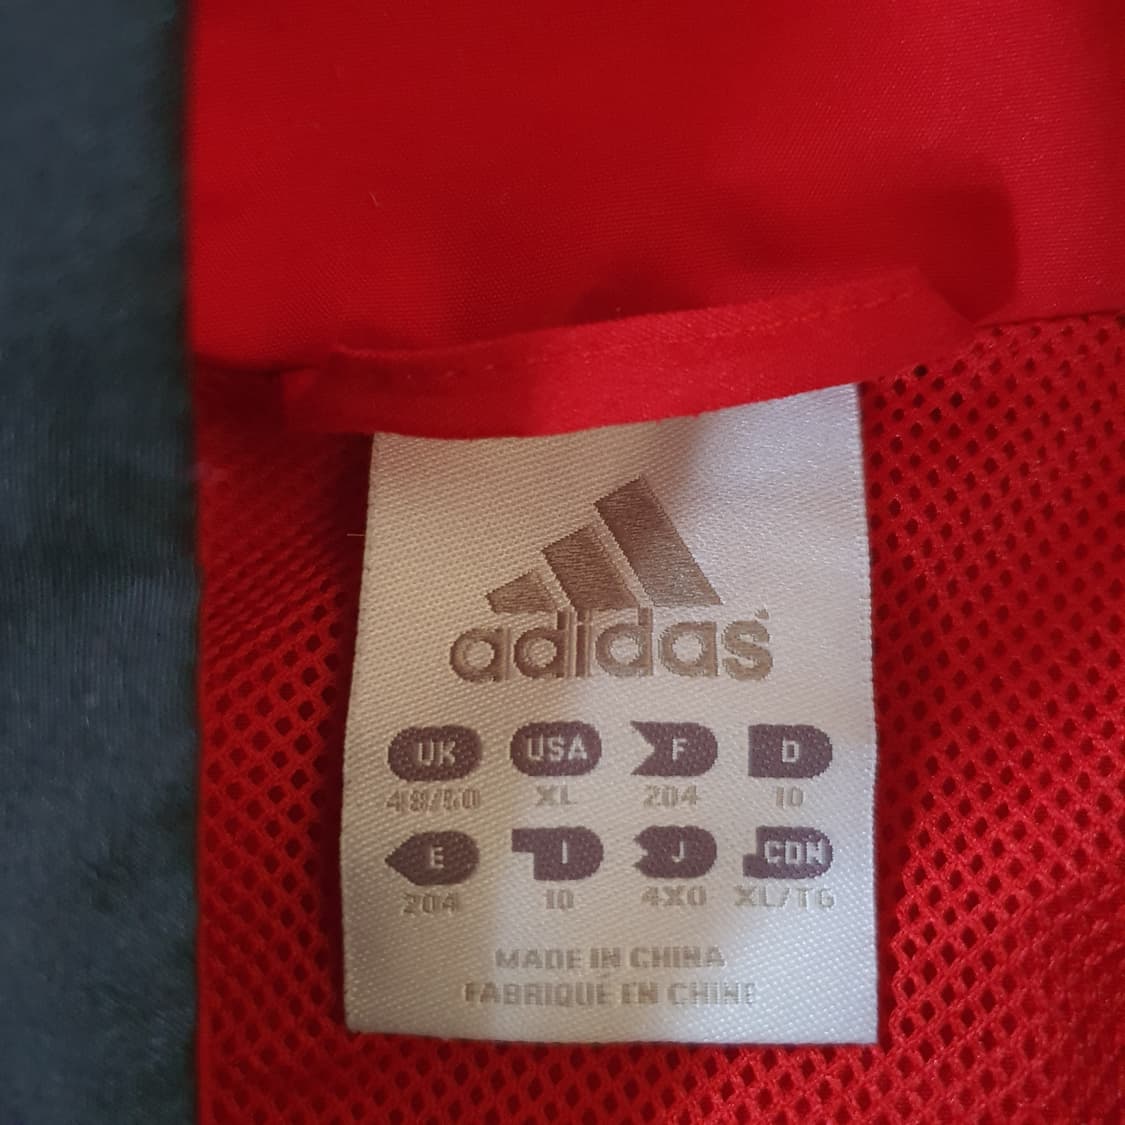 adidas
UK USA F D
48/50 XL 204 10
E I J CDN
204 10 4XO XL/TG
MADE IN CHINA
FABRIQUÉ EN CHINE